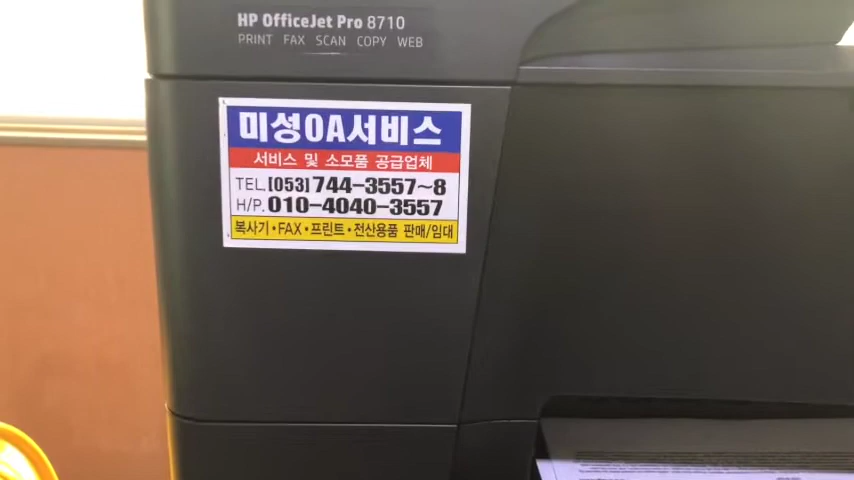 HP OfficeJet Pro 8710
PRINT FAX SCAN COPY WEB
미성OA서비스
서비스 및 소모품 공급업체
TEL.[053]744-3557~8
H/P.010-4040-3557
복사기·FAX·프린트·전산용품 판매/임대